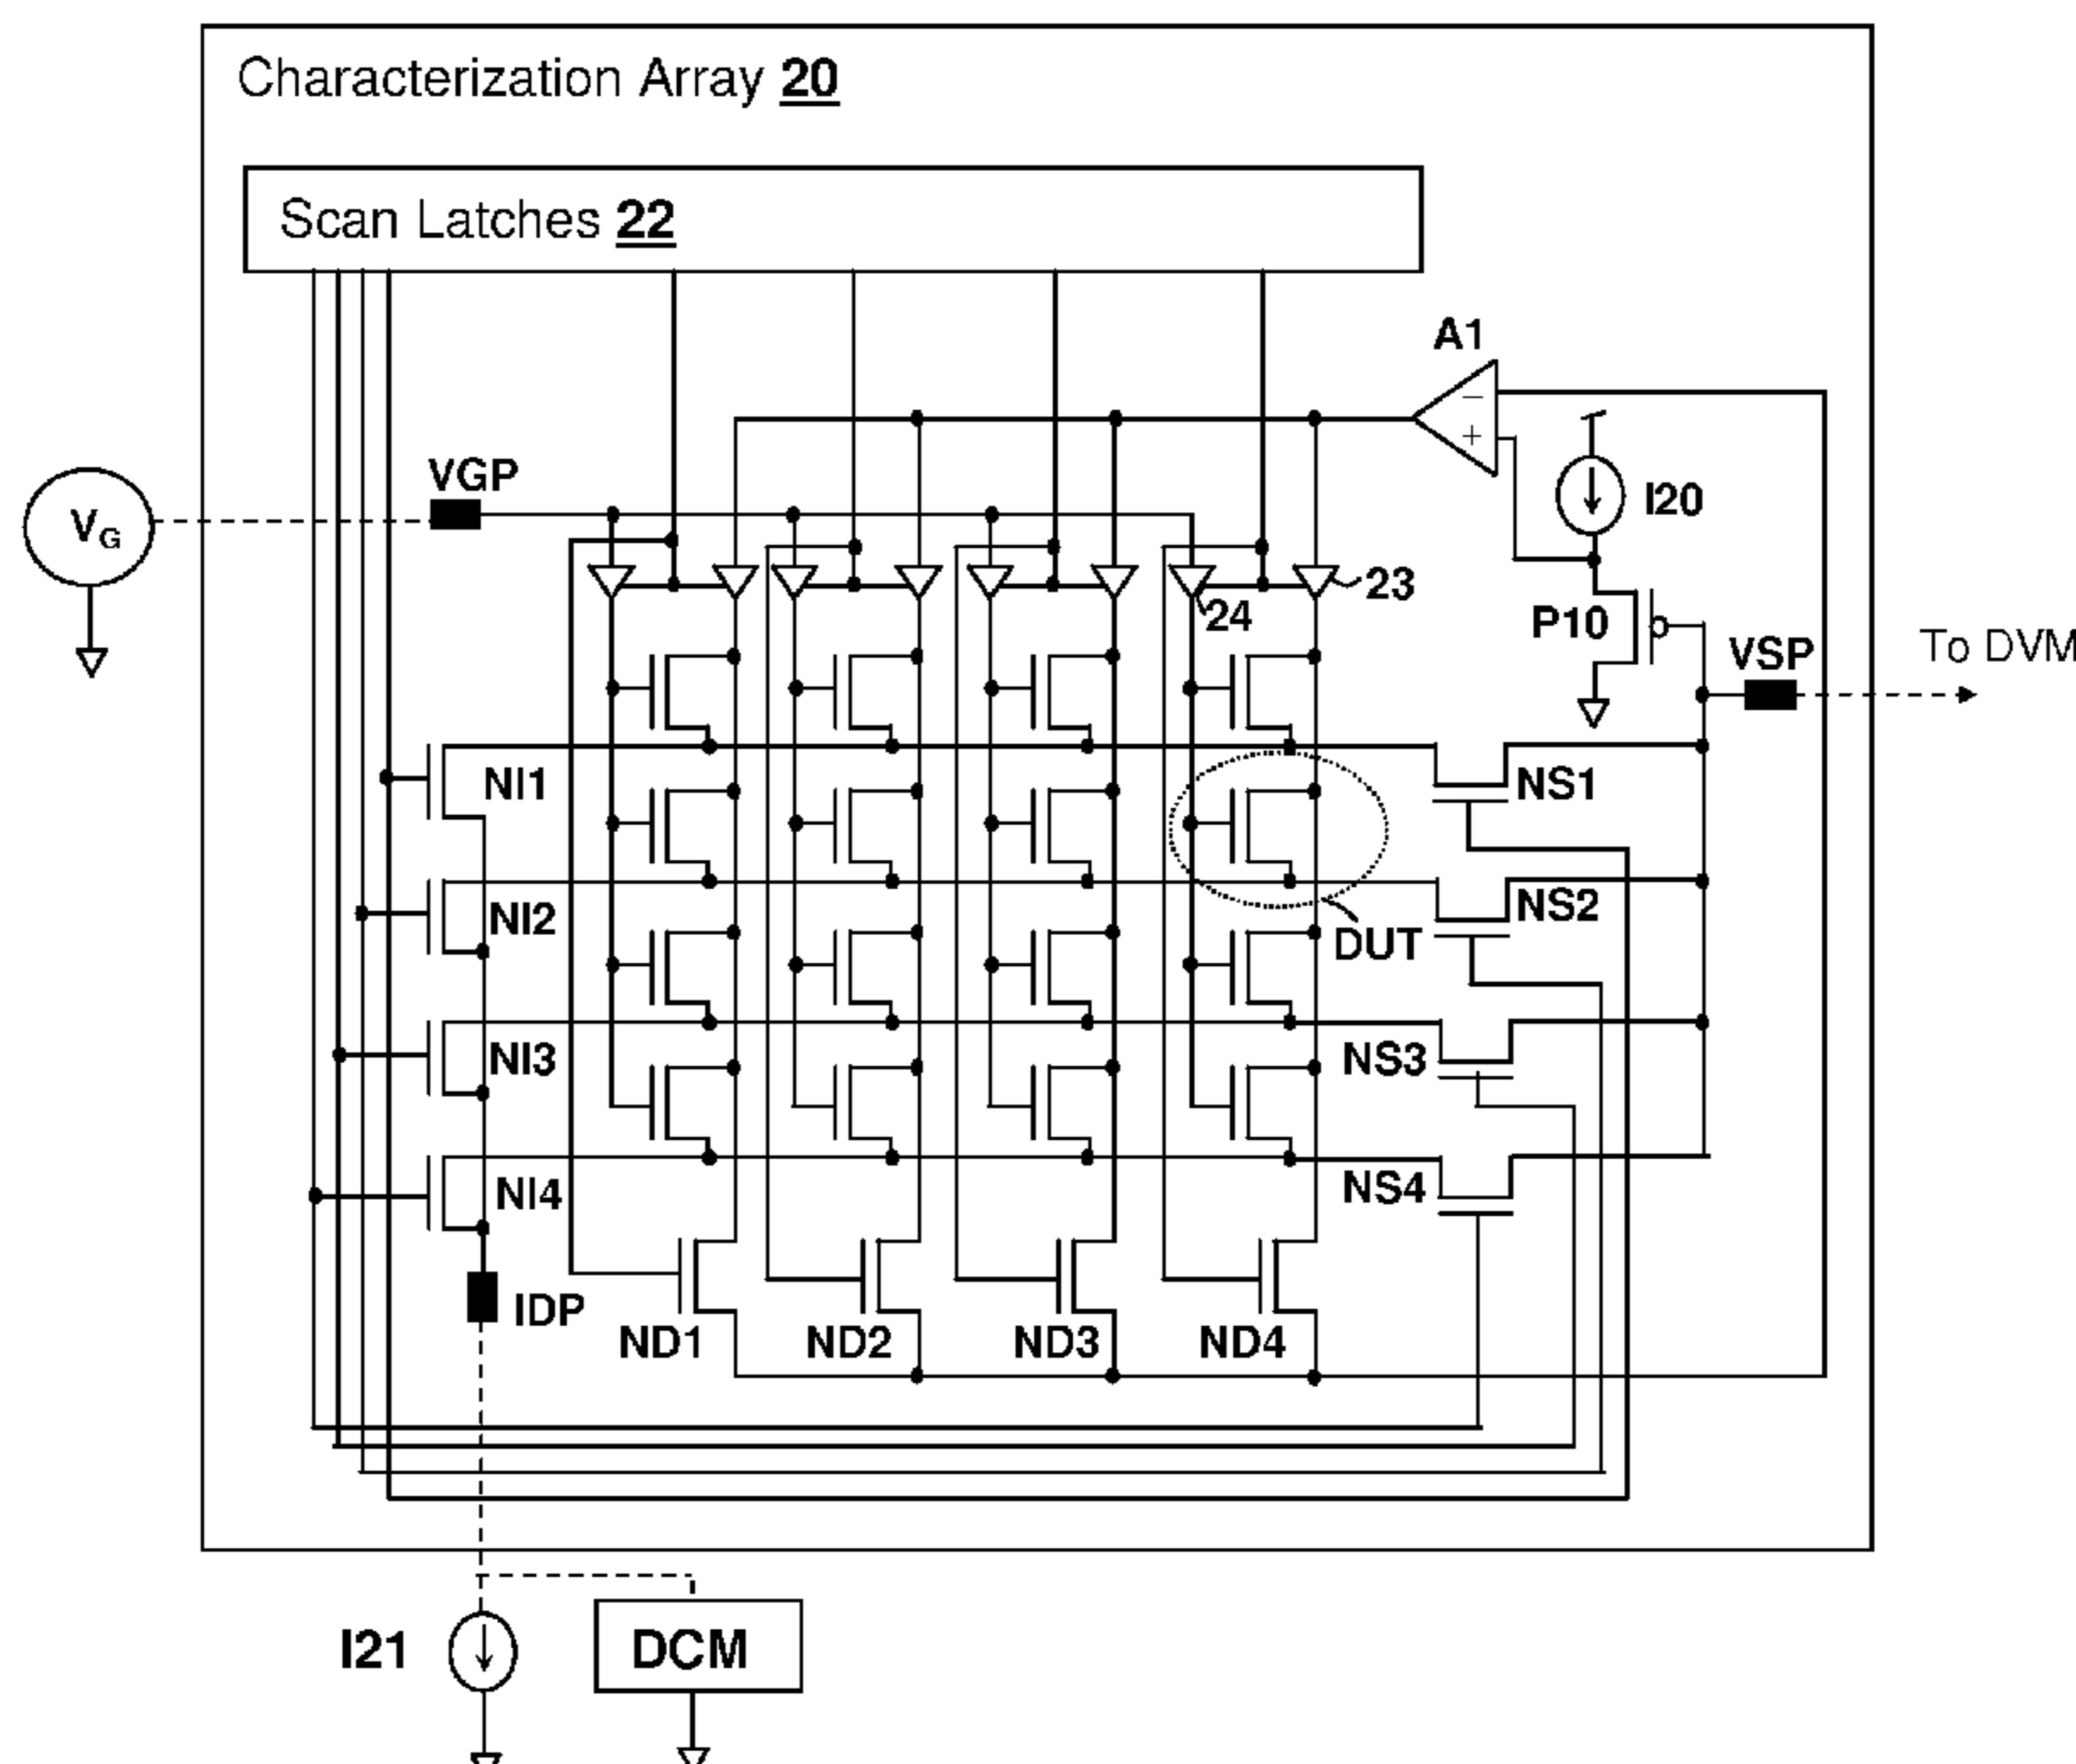 Characterization Array 20
Scan Latches 22
A1
−
+
I20
VGP
VG
23
24
P10
VSP
To DVM
NI1
NS1
NI2
NS2
DUT
NI3
NS3
NI4
NS4
IDP
ND1
ND2
ND3
ND4
I21
DCM